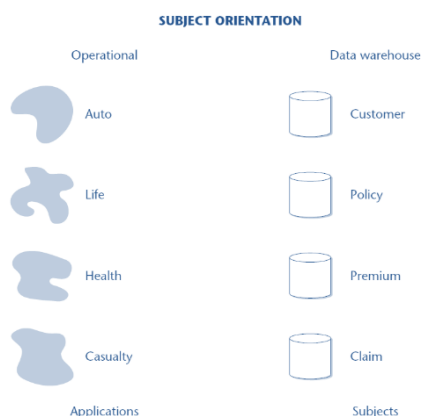 SUBJECT ORIENTATION
Operational
Data warehouse
Auto
Customer
Life
Policy
Health
Premium
Casualty
Claim
Applications
Subjects